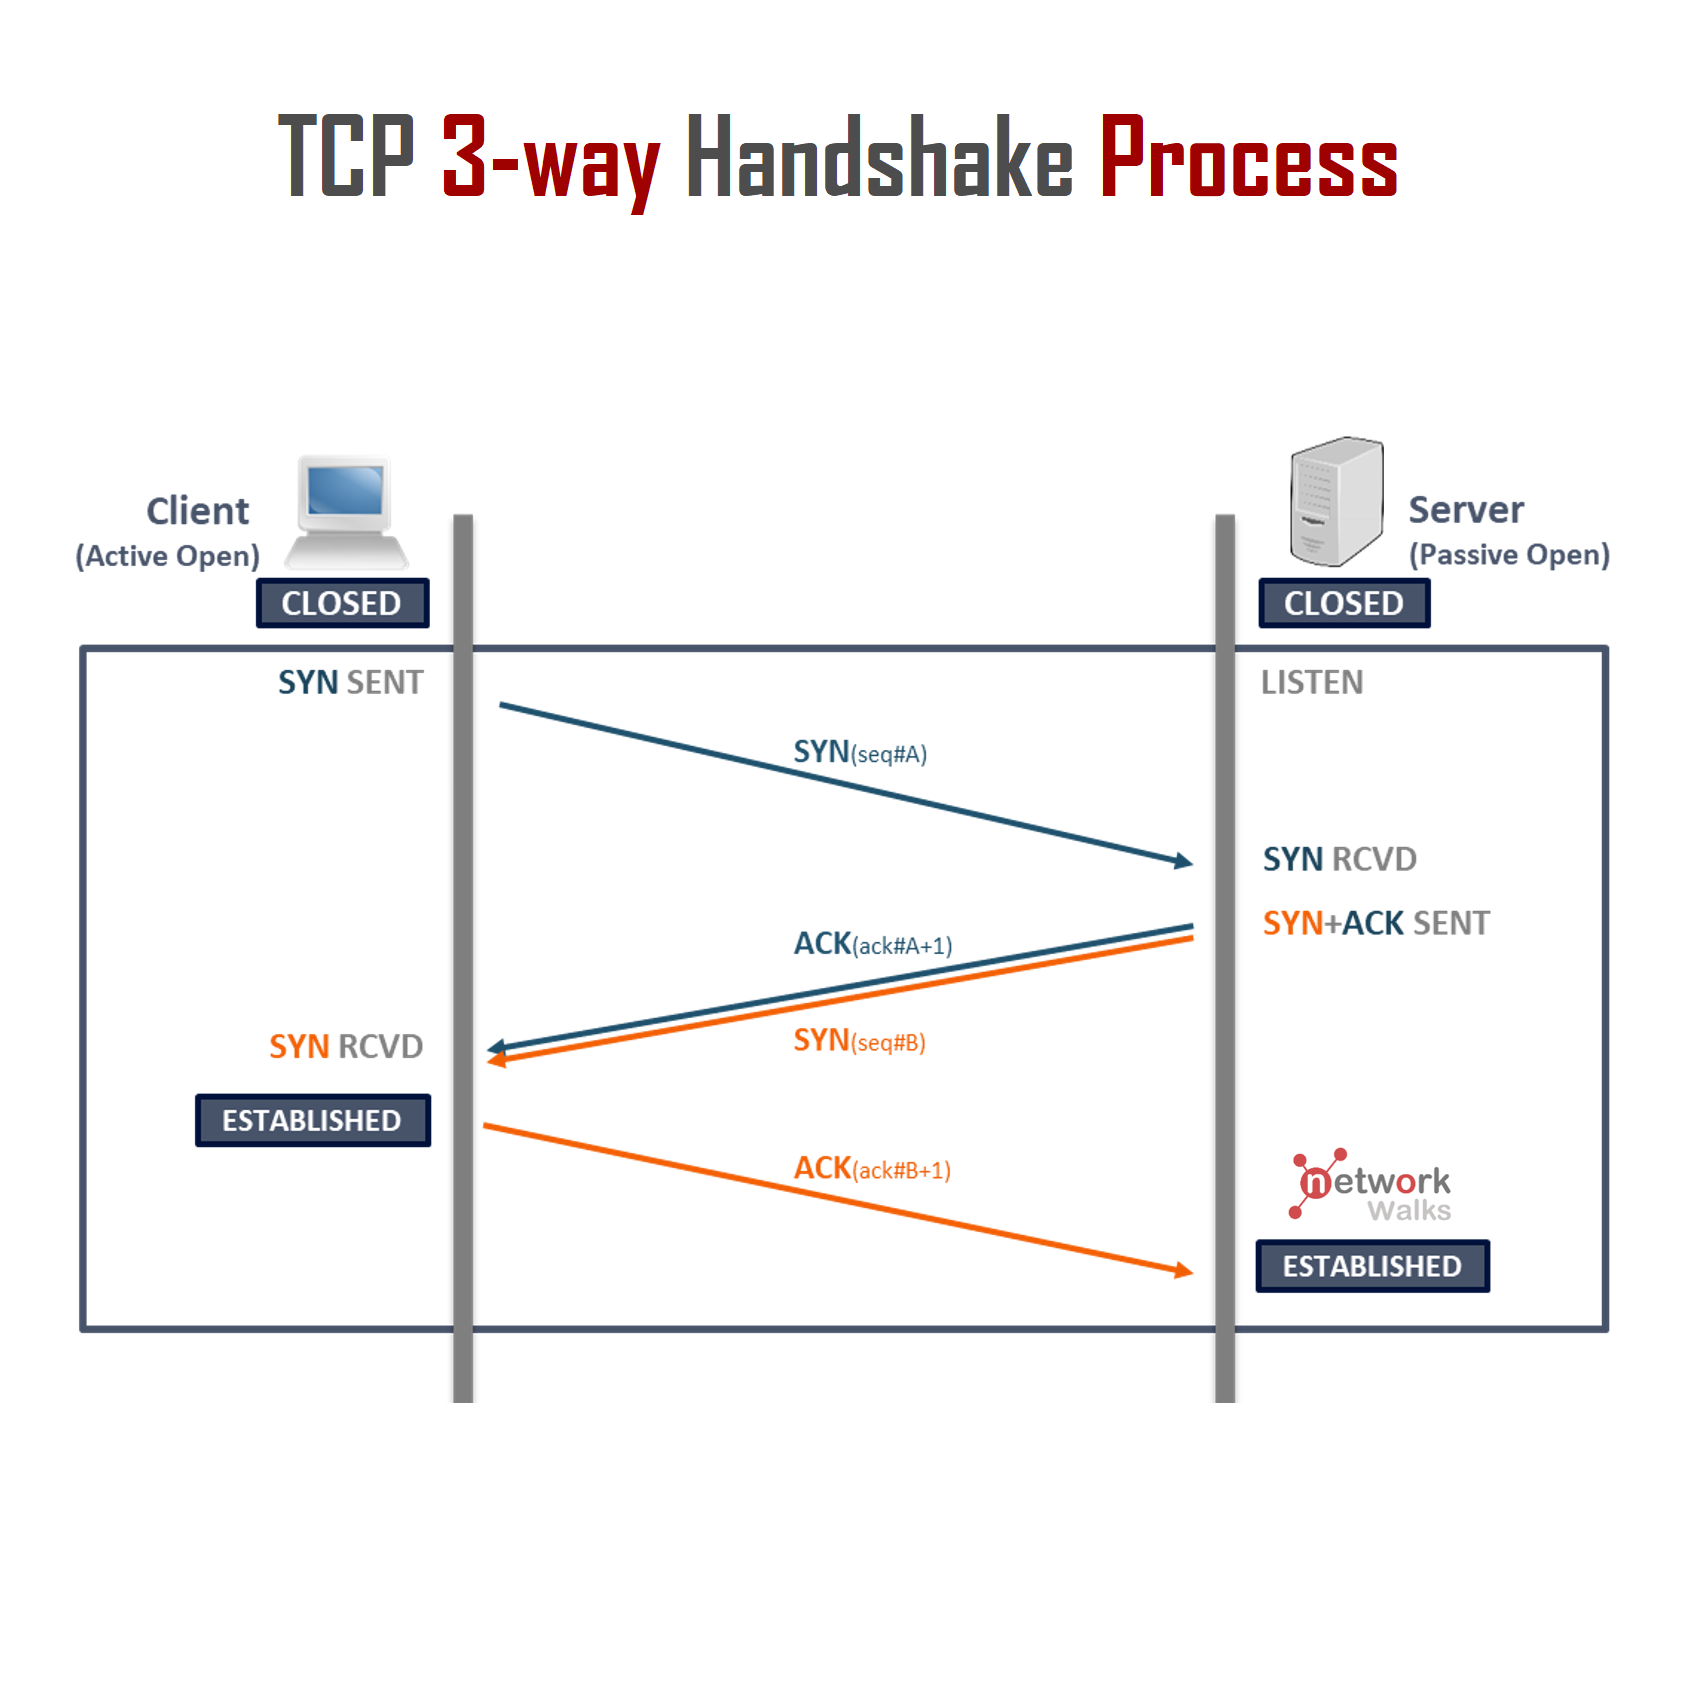 TCP 3-way Handshake Process
Client
(Active Open)
CLOSED
Server
(Passive Open)
CLOSED
SYN SENT
LISTEN
SYN(seq#A)
SYN RCVD
SYN+ACK SENT
ACK(ack#A+1)
SYN(seq#B)
SYN RCVD
ESTABLISHED
ACK(ack#B+1)
network
Walks
ESTABLISHED